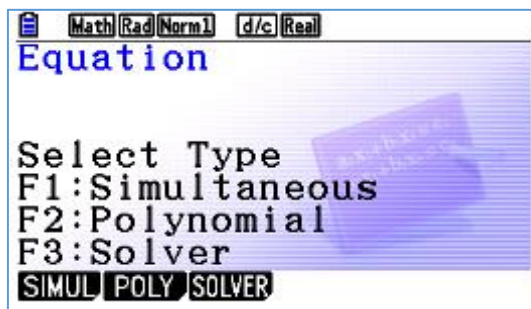 Math Rad Norm1 d/c Real
Equation
Select Type
F1:Simultaneous
F2:Polynomial
F3:Solver
SIMUL POLY SOLVER